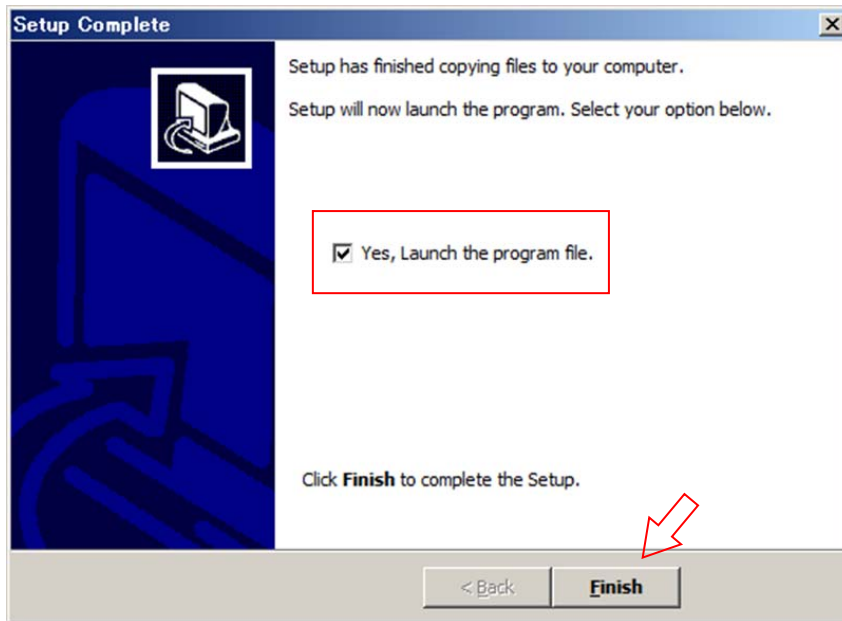 Setup Complete
Setup has finished copying files to your computer.
Setup will now launch the program. Select your option below.
Yes, Launch the program file.
Click Finish to complete the Setup.
< Back
Finish